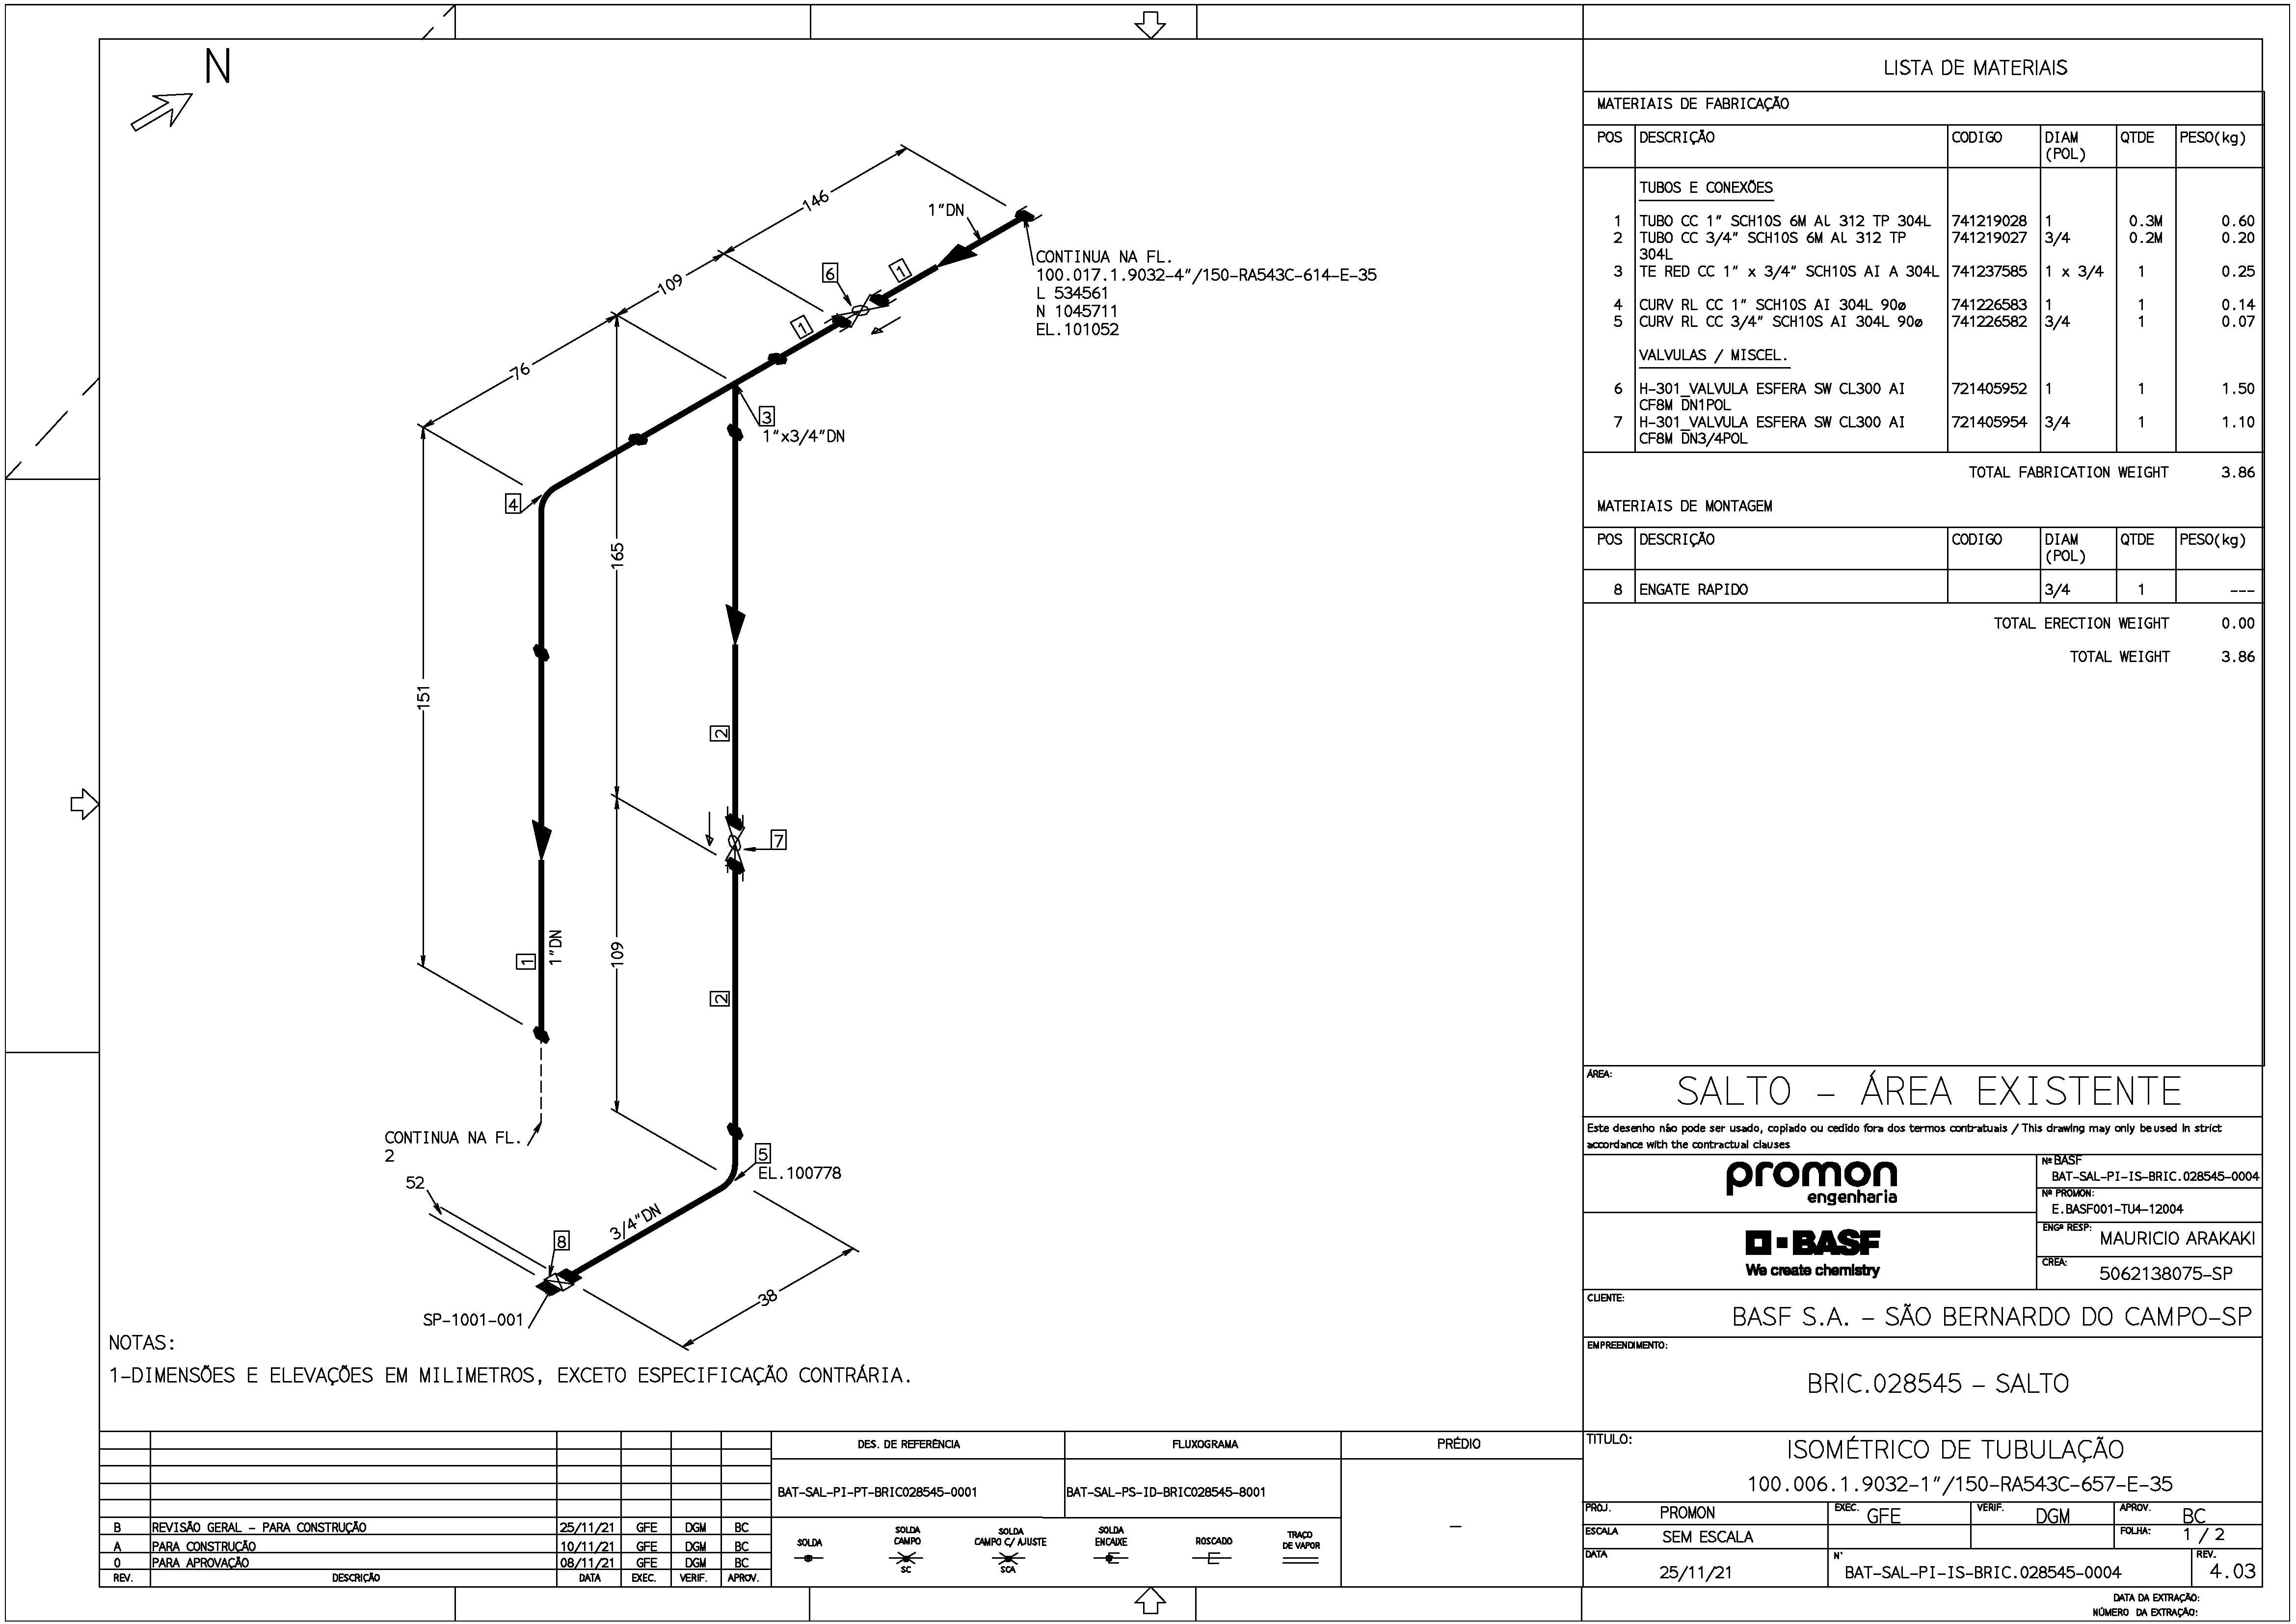 N
146
1"DN
109
6
1
1
CONTINUA NA FL.
100.017.1.9032-4"/150-RA543C-614-E-35
L 534561
N 1045711
EL.101052
76
3
1"x3/4"DN
4
165
151
2
7
1
1"DN
109
2
CONTINUA NA FL.
2
5
EL.100778
52
3/4"DN
8
38
SP-1001-001
NOTAS:
1-DIMENSÕES E ELEVAÇÕES EM MILIMETROS, EXCETO ESPECIFICAÇÃO CONTRÁRIA.
LISTA DE MATERIAIS
MATERIAIS DE FABRICAÇÃO
POS DESCRIÇÃO CODIGO DIAM (POL) QTDE PESO(kg)
TUBOS E CONEXÕES
1 TUBO CC 1" SCH10S 6M AL 312 TP 304L 741219028 1 0.3M 0.60
2 TUBO CC 3/4" SCH10S 6M AL 312 TP 741219027 3/4 0.2M 0.20
304L
3 TE RED CC 1" x 3/4" SCH10S AI A 304L 741237585 1 x 3/4 1 0.25
4 CURV RL CC 1" SCH10S AI 304L 90ø 741226583 1 1 0.14
5 CURV RL CC 3/4" SCH10S AI 304L 90ø 741226582 3/4 1 0.07
VALVULAS / MISCEL.
6 H-301_VALVULA ESFERA SW CL300 AI 721405952 1 1 1.50
CF8M DN1POL
7 H-301_VALVULA ESFERA SW CL300 AI 721405954 3/4 1 1.10
CF8M DN3/4POL
TOTAL FABRICATION WEIGHT 3.86
MATERIAIS DE MONTAGEM
POS DESCRIÇÃO CODIGO DIAM (POL) QTDE PESO(kg)
8 ENGATE RAPIDO 3/4 1 ---
TOTAL ERECTION WEIGHT 0.00
TOTAL WEIGHT 3.86
ÁREA:
SALTO - ÁREA EXISTENTE
Este desenho não pode ser usado, copiado ou cedido fora dos termos contratuais / This drawing may only be used in strict
accordance with the contractual clauses
promon
engenharia
Nº BASF
BAT-SAL-PI-IS-BRIC.028545-0004
Nº PROMON:
E.BASF001-TU4-12004
BASF
We create chemistry
ENGº RESP:
MAURICIO ARAKAKI
CREA:
5062138075-SP
CLIENTE:
BASF S.A. - SÃO BERNARDO DO CAMPO-SP
EMPREENDIMENTO:
BRIC.028545 - SALTO
TITULO:
ISOMÉTRICO DE TUBULAÇÃO
100.006.1.9032-1"/150-RA543C-657-E-35
PROJ. PROMON EXEC. GFE VERIF. DGM APROV. BC
ESCALA SEM ESCALA FOLHA: 1 / 2
DATA 25/11/21 N° BAT-SAL-PI-IS-BRIC.028545-0004 REV. 4.03
DATA DA EXTRAÇÃO:
NÚMERO DA EXTRAÇÃO:
DES. DE REFERÊNCIA FLUXOGRAMA PRÉDIO
BAT-SAL-PI-PT-BRIC028545-0001 BAT-SAL-PS-ID-BRIC028545-8001 -
B REVISÃO GERAL - PARA CONSTRUÇÃO 25/11/21 GFE DGM BC
A PARA CONSTRUÇÃO 10/11/21 GFE DGM BC
0 PARA APROVAÇÃO 08/11/21 GFE DGM BC
REV. DESCRIÇÃO DATA EXEC. VERIF. APROV.
SOLDA
SOLDA CAMPO
SC
SOLDA CAMPO C/ AJUSTE
SCA
SOLDA ENCAIXE
ROSCADO
TRAÇO DE VAPOR